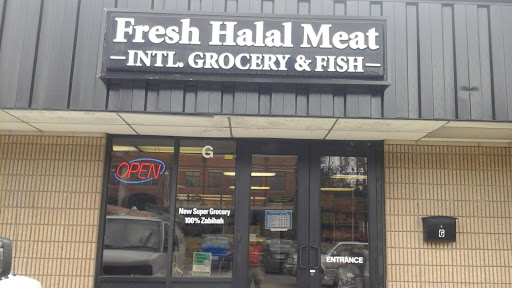 Fresh Halal Meat
INTL. GROCERY & FISH
G
OPEN
New Super Grocery
100% Zabihah
ENTRANCE